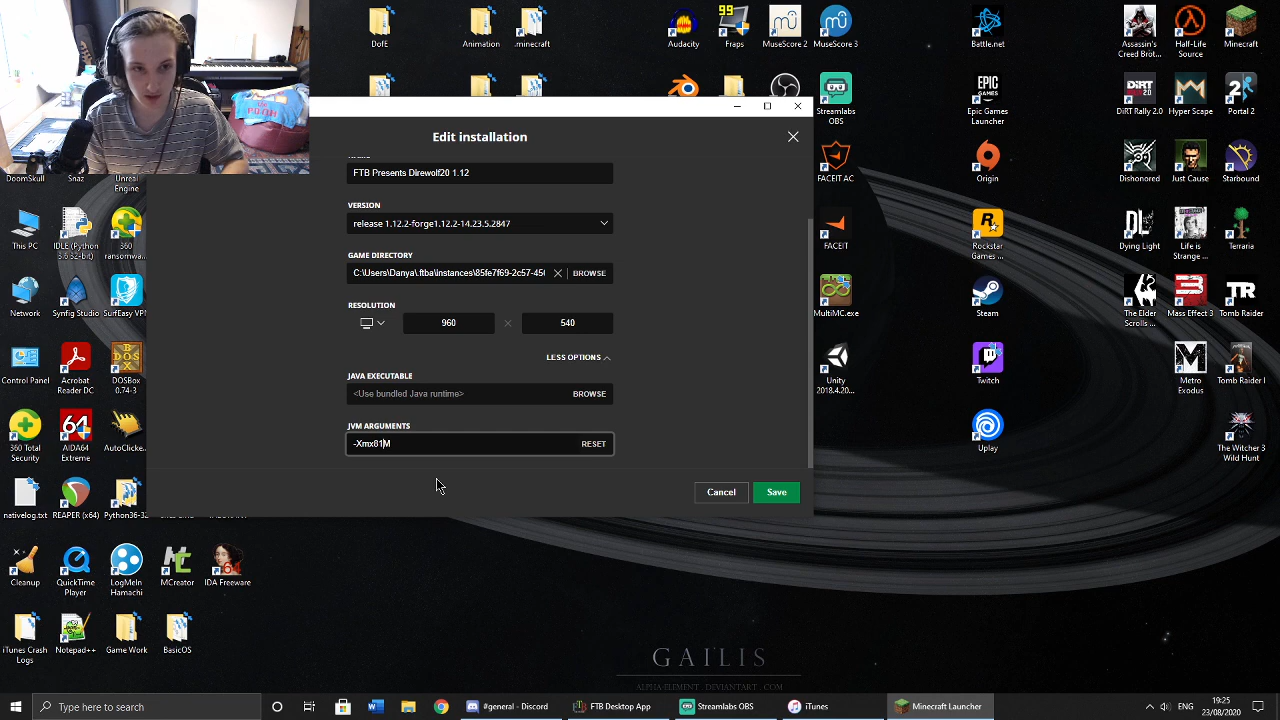 DofE
Animation
.minecraft
99
Audacity
Fraps
MuseScore 2
MuseScore 3
Battle.net
Assassin's
Creed Brot...
Half-Life
Source
Minecraft
Edit installation
FTB Presents Direwolf20 1.12
VERSION
release 1.12.2-forge1.12.2-14.23.5.2847
GAME DIRECTORY
C:\Users\Danya\.ftba\instances\85fe7f69-2c57-450
BROWSE
RESOLUTION
960
540
LESS OPTIONS
JAVA EXECUTABLE
<Use bundled Java runtime>
BROWSE
JVM ARGUMENTS
-Xmx81M
RESET
Cancel
Save
Streamlabs
OBS
Epic Games
Launcher
DiRT Rally 2.0
Hyper Scape
Portal 2
DoomSkull
Snaz
Unreal
Engine
FACEIT AC
Origin
Dishonored
Just Cause
Starbound
This PC
IDLE (Python
3.6 32-bi...
360
ransomwa...
FACEIT
Rockstar
Games ...
Dying Light
Life is
Strange ...
Terraria
Network
Synfig Studio
SurfEasy VPN
MultiMC.exe
Steam
The Elder
Scrolls ...
Mass Effect 3
Tomb Raider
Control Panel
Acrobat
Reader DC
DOSBox
0.74-3
Unity
2018.4.20...
Twitch
Metro
Exodus
Tomb Raider I
360 Total
Security
AIDA64
Extreme
AutoClicke...
Uplay
The Witcher 3
Wild Hunt
nativelog.txt
REAPER (x64)
Python36-32
Cleanup
QuickTime
Player
LogMeIn
Hamachi
MCreator
IDA Freeware
iTunes Crash
Logs
Notepad++
Game Work
BasicOS
GAILIS
ALPHA-ELEMENT . DEVIANTART . COM
Type here to search
#general - Discord
FTB Desktop App
Streamlabs OBS
iTunes
Minecraft Launcher
ENG
19:25
23/08/2020